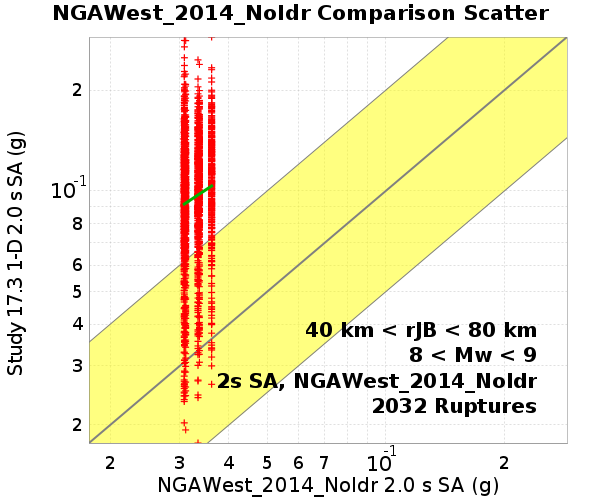 NGAWest_2014_NoIdr Comparison Scatter
Study 17.3 1-D 2.0 s SA (g)
2
10-1
8
6
5
4
3
2
40 km < rJB < 80 km
8 < Mw < 9
2s SA, NGAWest_2014_NoIdr
2032 Ruptures
2 3 4 5 6 7 10-1 2
NGAWest_2014_NoIdr 2.0 s SA (g)